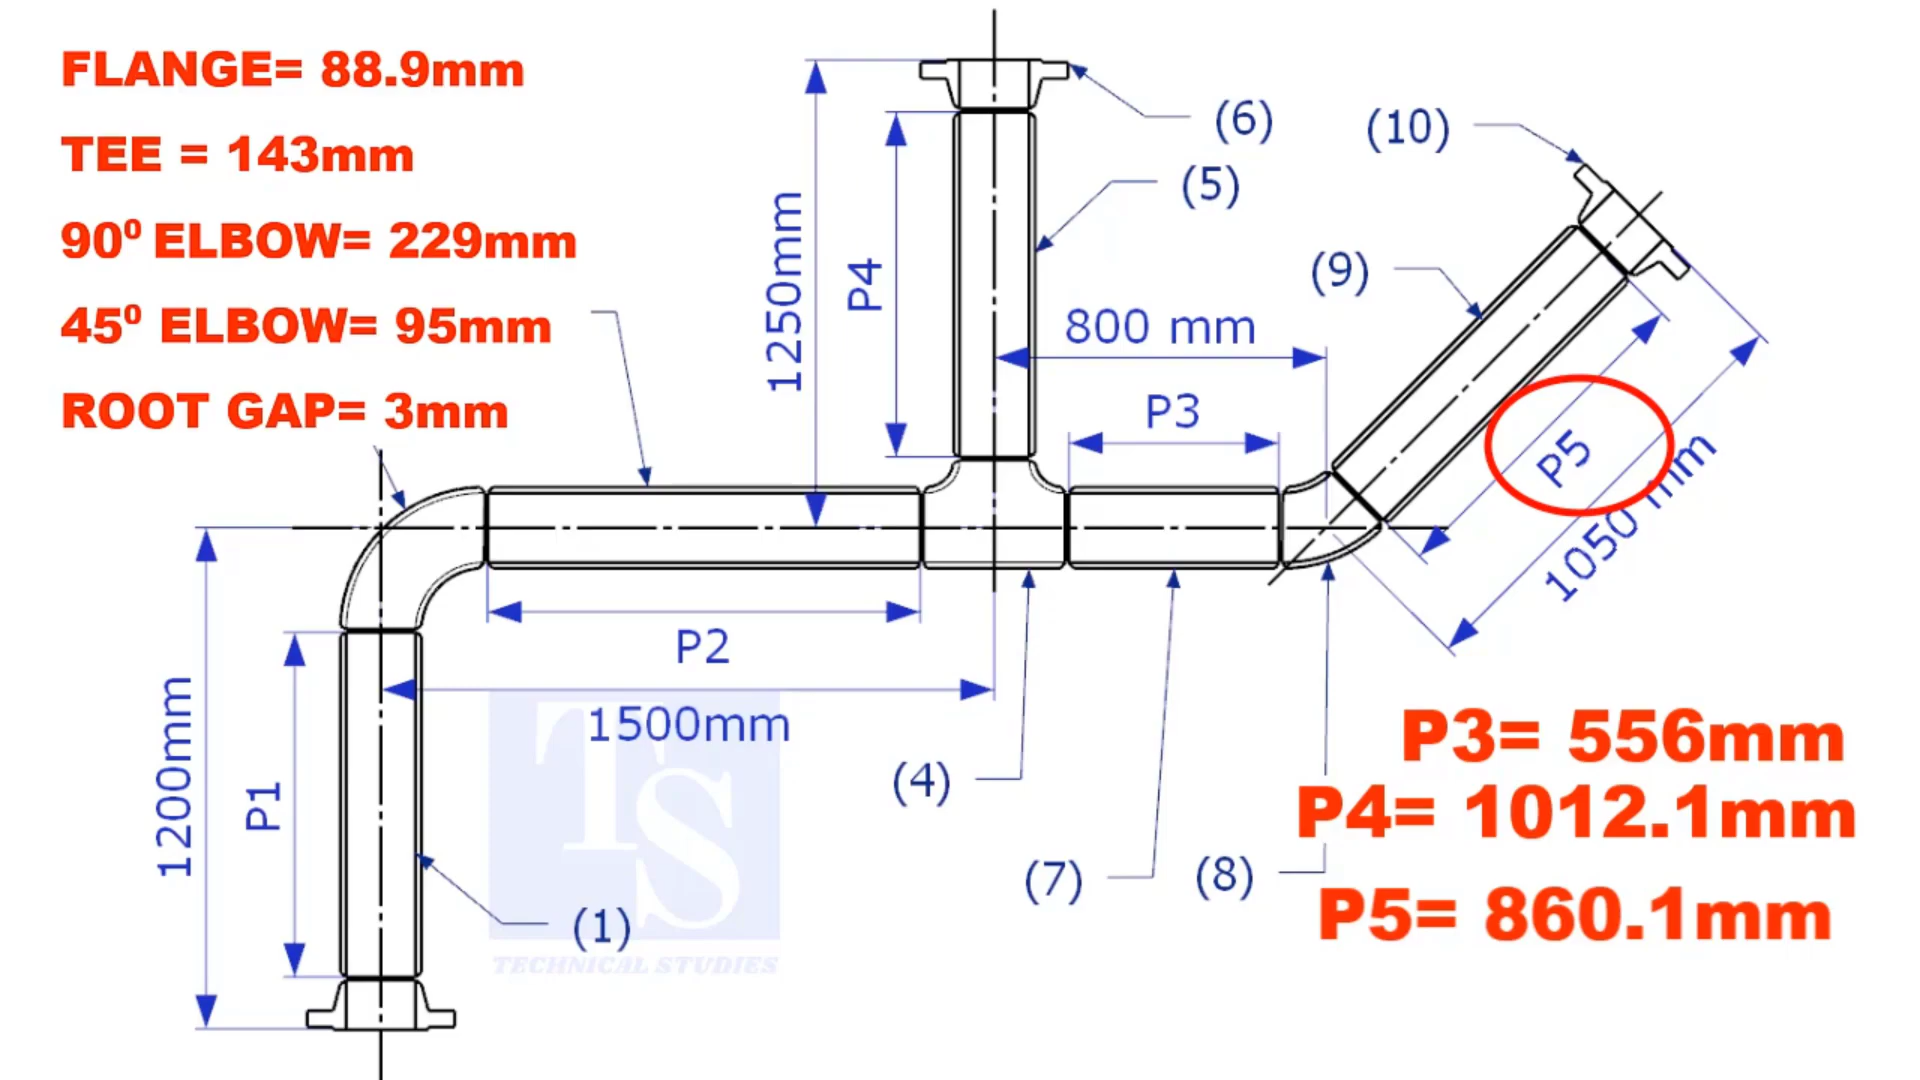 FLANGE= 88.9mm
TEE = 143mm
90⁰ ELBOW= 229mm
45⁰ ELBOW= 95mm
ROOT GAP= 3mm
(6)
(10)
(5)
1250mm
P4
(9)
800 mm
P3
P5
1050 mm
P2
1500mm
1200mm
P1
(4)
(7)
(8)
(1)
TS
TECHNICAL STUDIES
P3= 556mm
P4= 1012.1mm
P5= 860.1mm